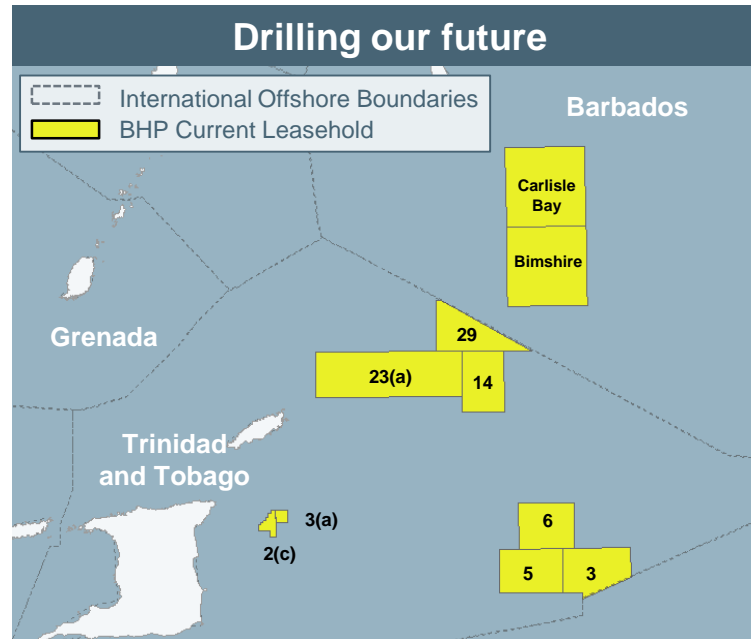 Drilling our future
International Offshore Boundaries
BHP Current Leasehold
Barbados
Carlisle
Bay
Bimshire
Grenada
29
23(a)
14
Trinidad
and Tobago
3(a)
2(c)
6
5
3